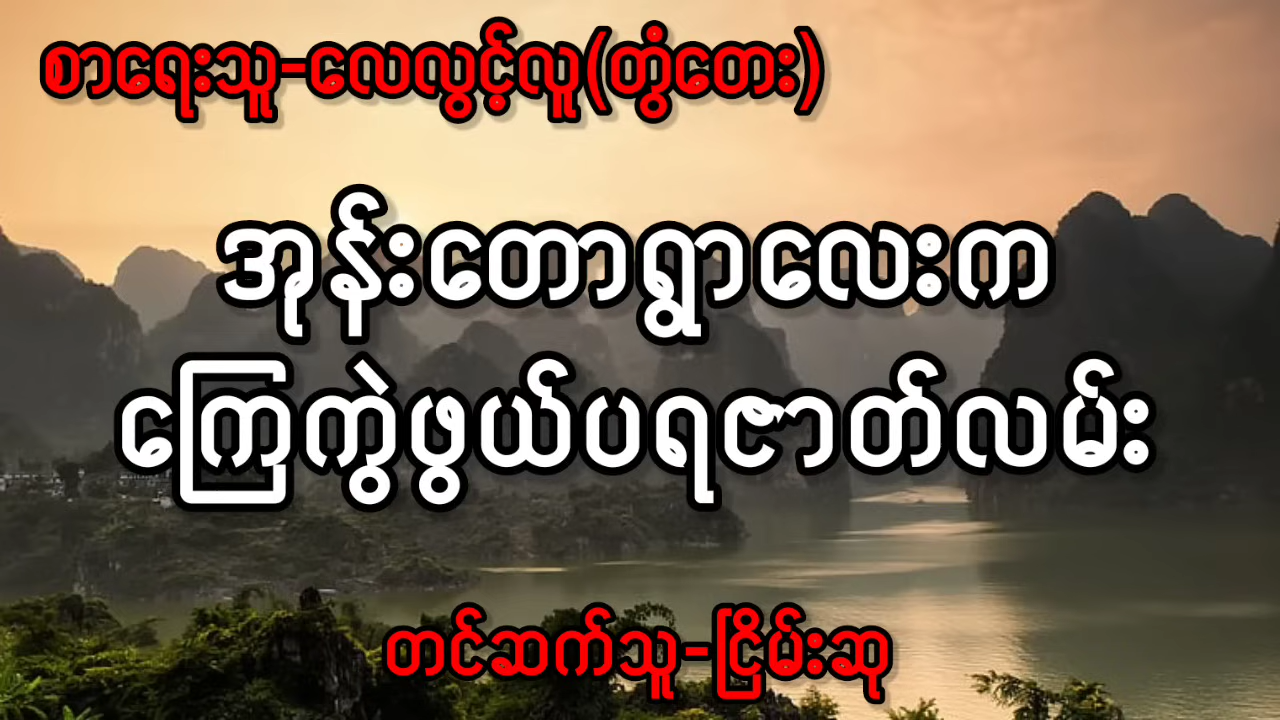 စာရေးသူ-လေလွင့်လူ(တွံတေး)
အုန်းတောရွာလေးက
ကြေကွဲဖွယ်ပရဇာတ်လမ်း
တင်ဆက်သူ-ငြိမ်းဆု